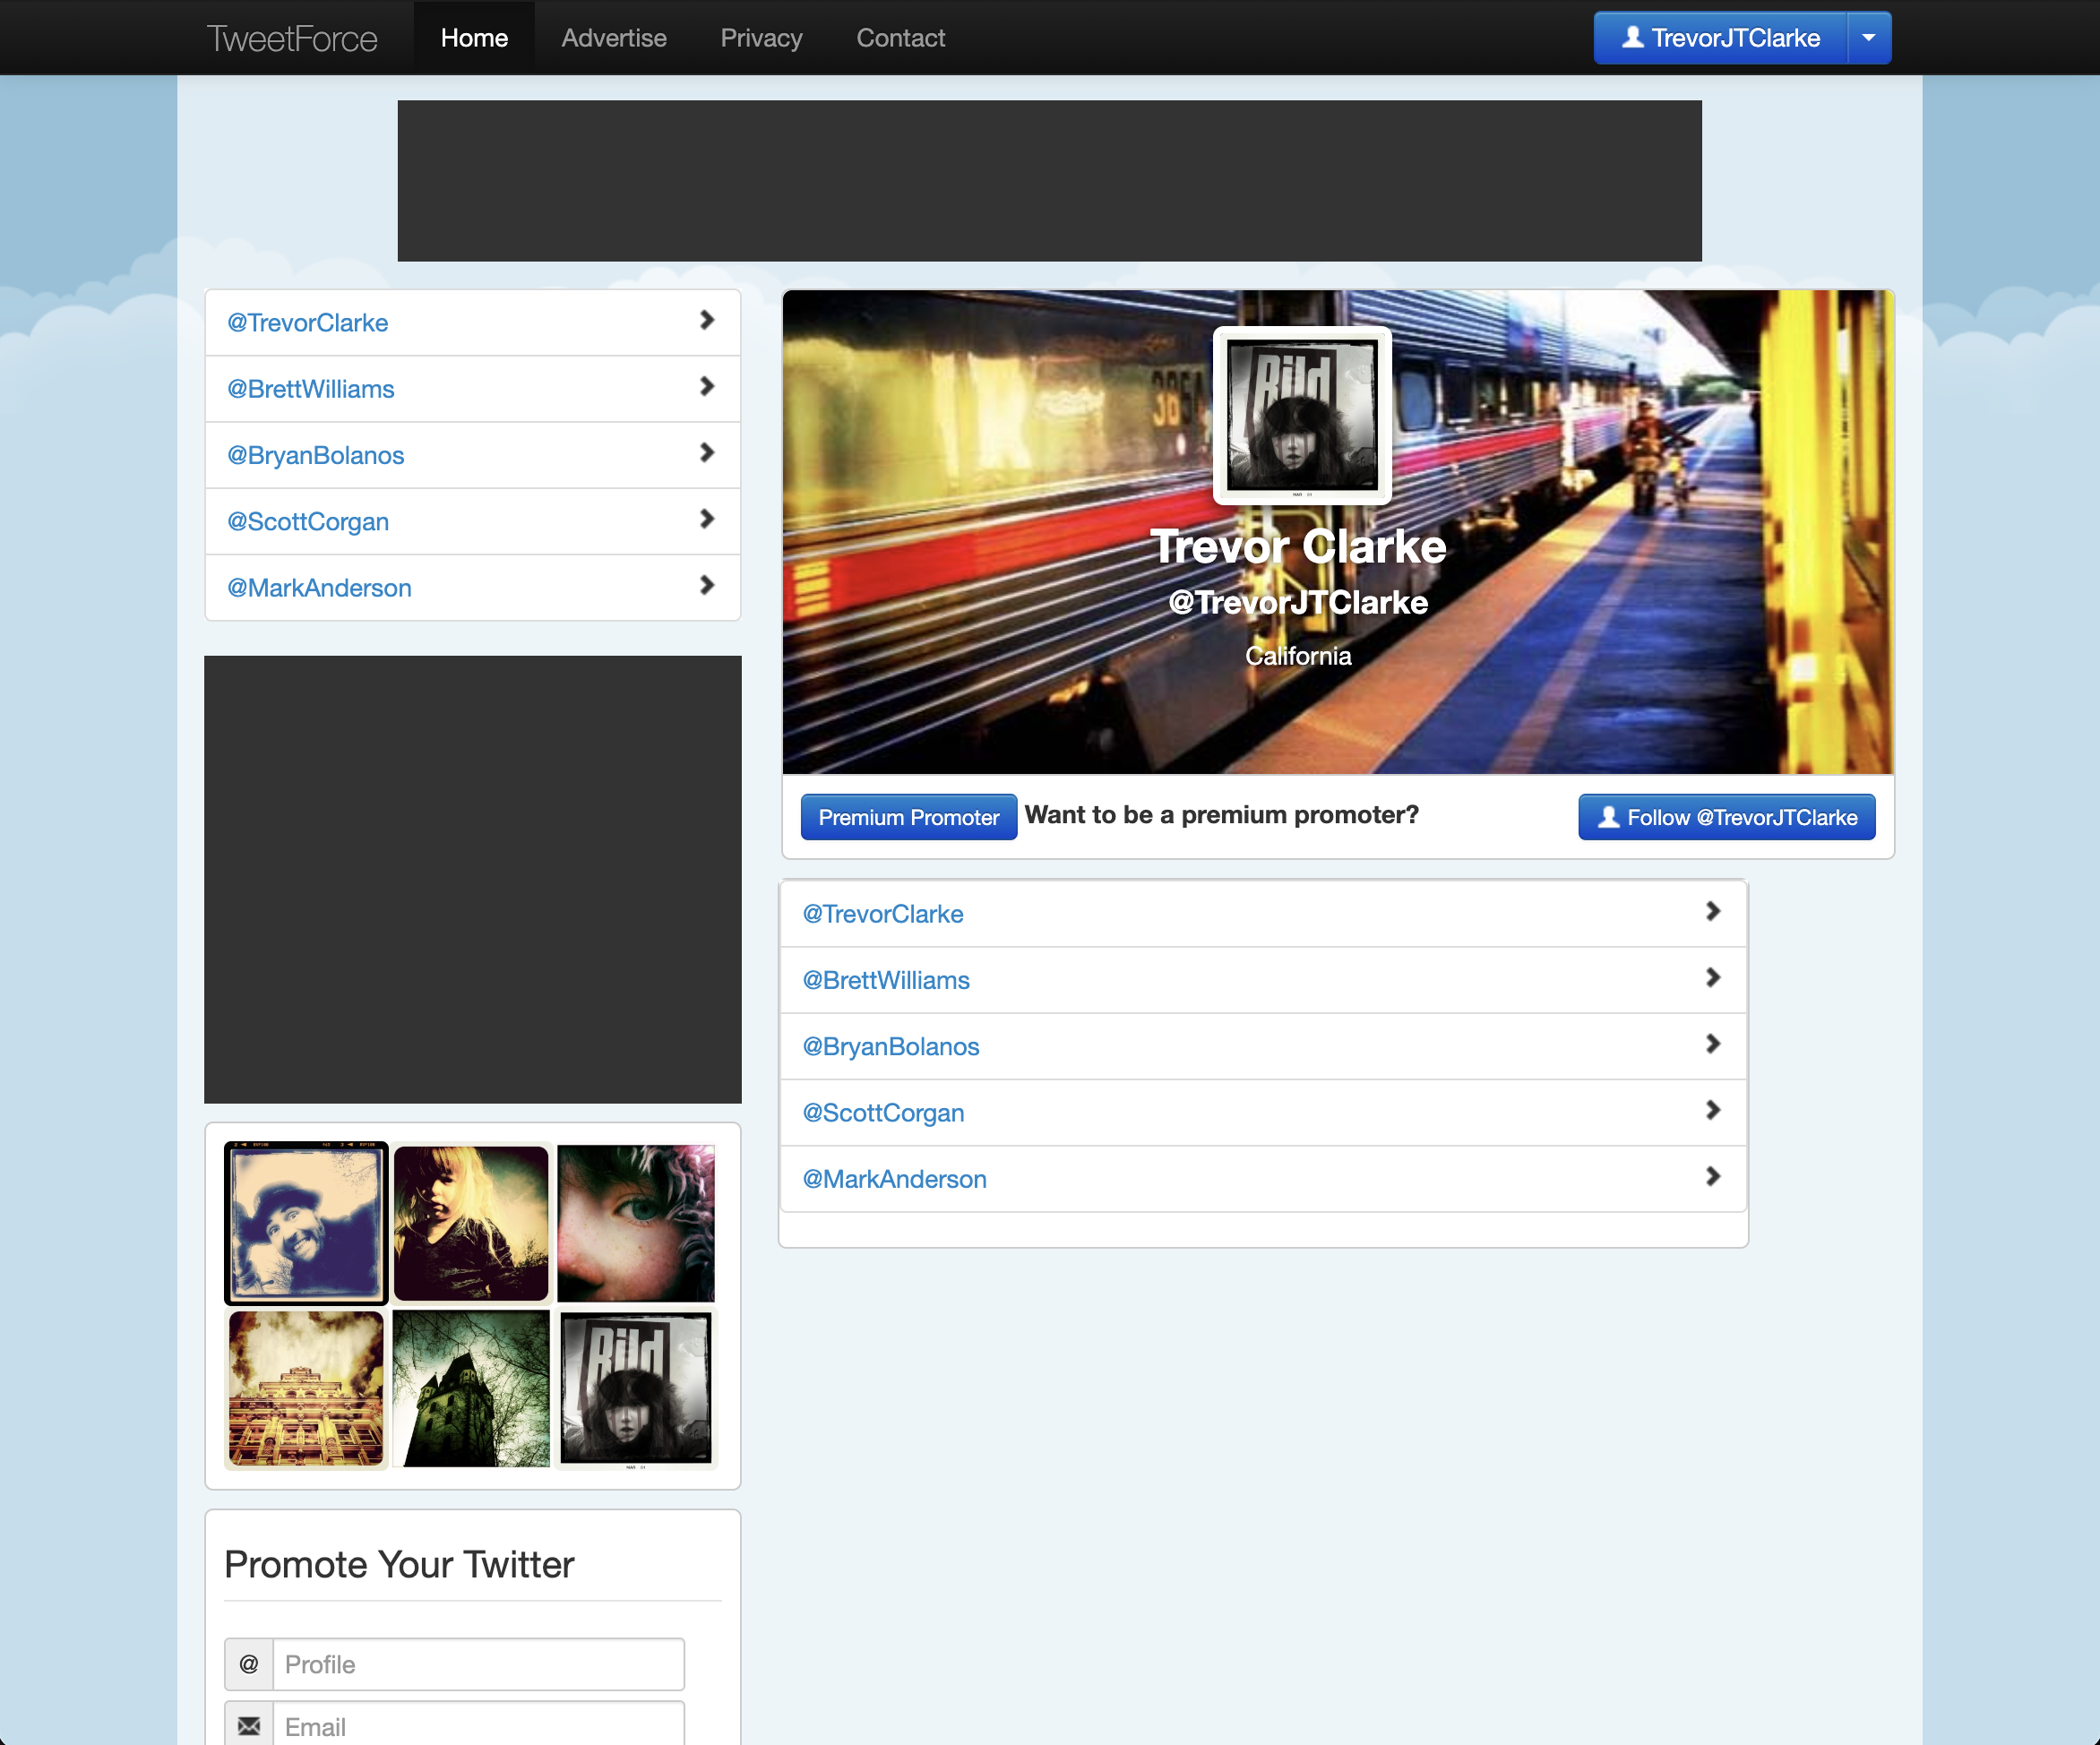 TweetForce Home Advertise Privacy Contact TrevorJTClarke
@TrevorClarke
@BrettWilliams
@BryanBolanos
@ScottCorgan
@MarkAnderson
Bild
Trevor Clarke
@TrevorJTClarke
California
Premium Promoter Want to be a premium promoter? Follow @TrevorJTClarke
@TrevorClarke
@BrettWilliams
@BryanBolanos
@ScottCorgan
@MarkAnderson
Bild
Promote Your Twitter
@ Profile
Email